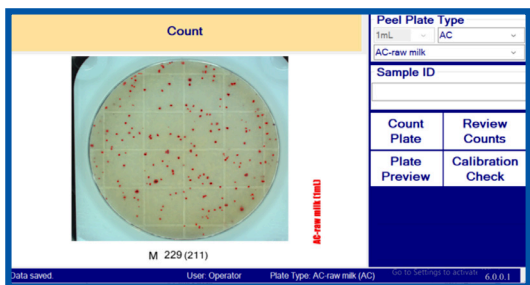 Count
Peel Plate Type
1mL
AC
AC-raw milk
Sample ID
Count Plate
Review Counts
Plate Preview
Calibration Check
AC-raw milk (1mL)
M 229 (211)
Data saved.
User: Operator
Plate Type: AC-raw milk (AC)
Go to Settings to activati
6.0.0.1